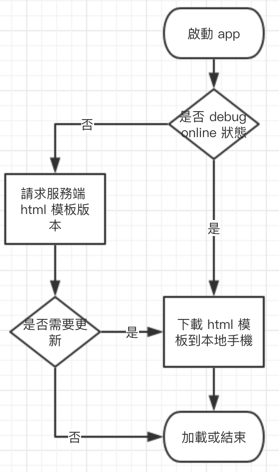 啟動 app
是否 debug
online 狀態
否
請求服務端
html 模板版
本
是
是否需要更
新
是
下載 html 模
板到本地手機
否
加載或結束